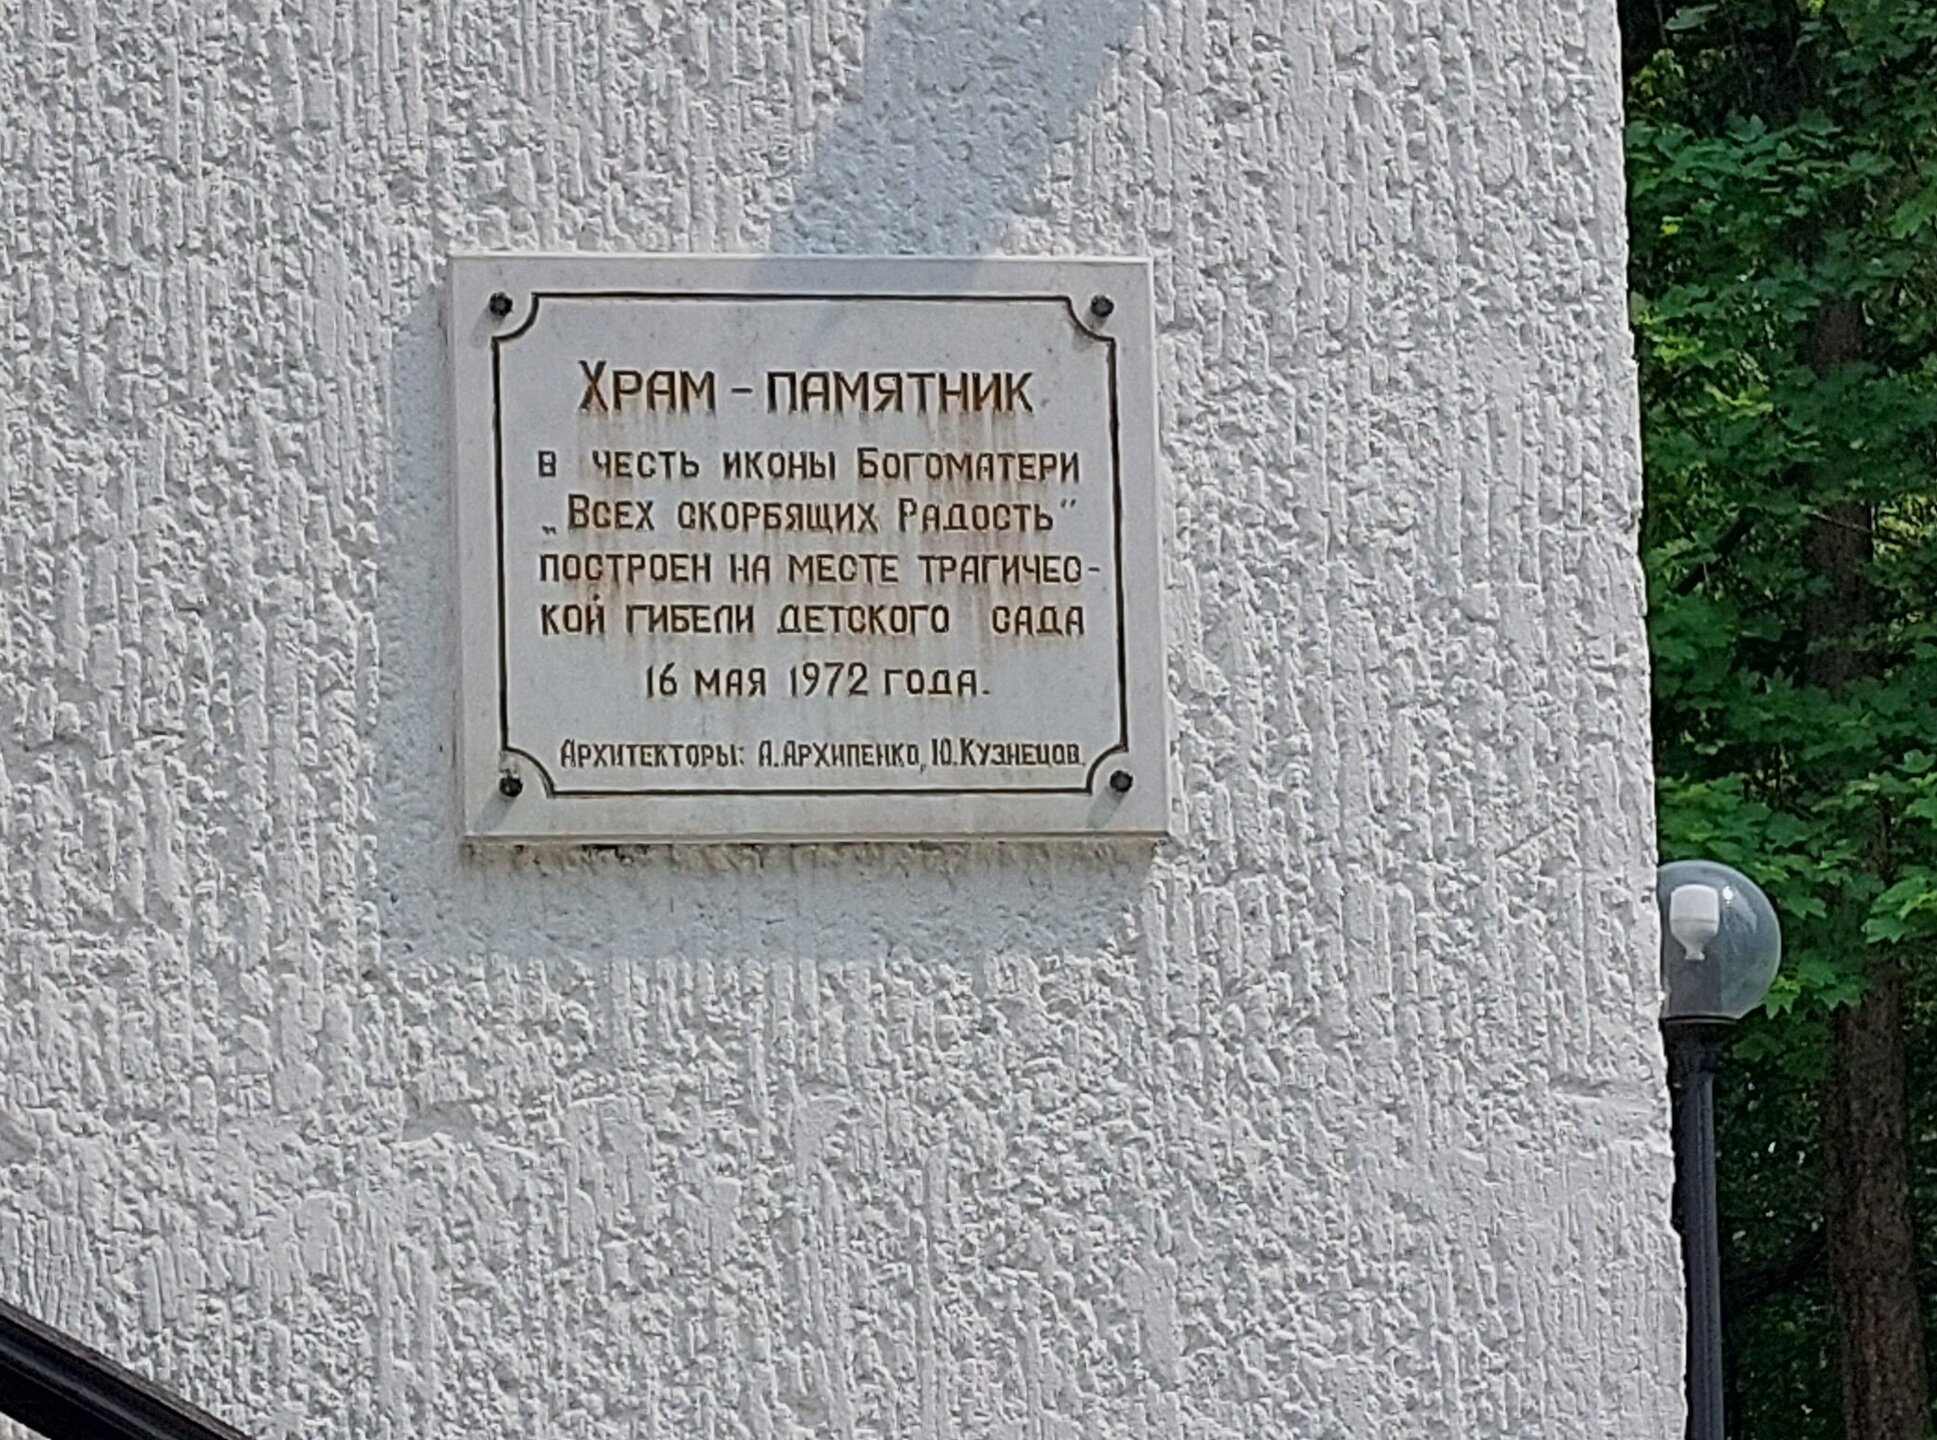 Храм - памятник
в честь иконы Богоматери
„Всех скорбящих Радость"
построен на месте трагичес-
кой гибели детского сада
16 мая 1972 года.
Архитекторы: А.Архипенко, Ю.Кузнецов.